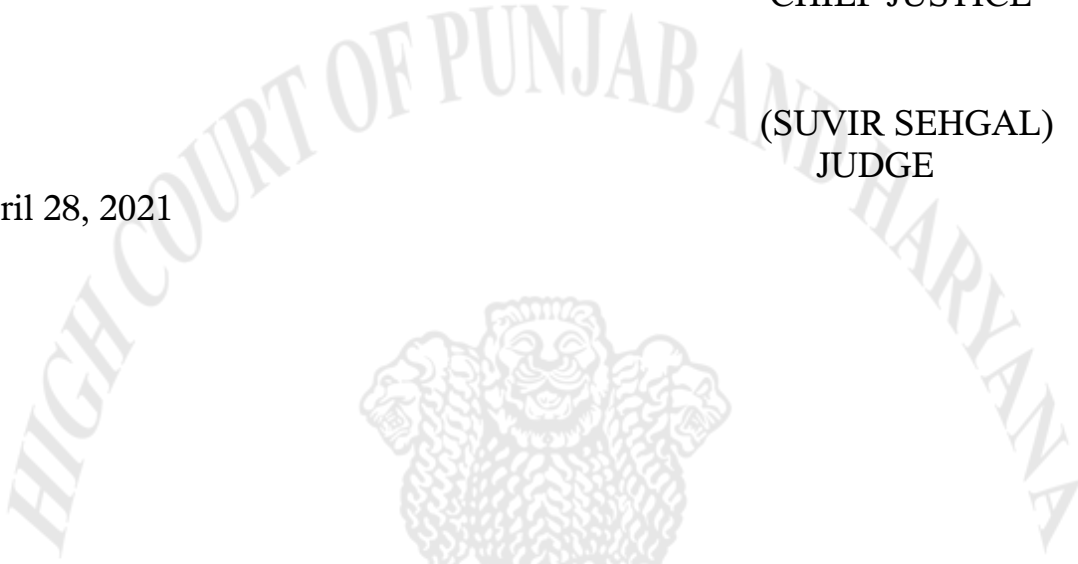 CHIEF JUSTICE
(SUVIR SEHGAL)
JUDGE
ril 28, 2021
HIGH COURT OF PUNJAB AND HARYANA